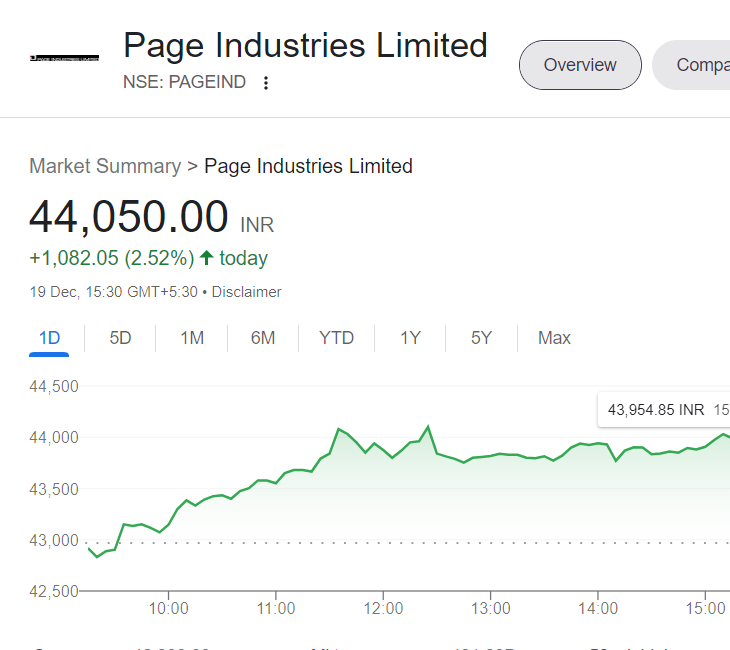 Page Industries Limited
NSE: PAGEIND
Overview
Compa
Market Summary > Page Industries Limited
44,050.00 INR
+1,082.05 (2.52%) ↑ today
19 Dec, 15:30 GMT+5:30 • Disclaimer
1D 5D 1M 6M YTD 1Y 5Y Max
44,500
43,954.85 INR 15
44,000
43,500
43,000
42,500
10:00 11:00 12:00 13:00 14:00 15:00